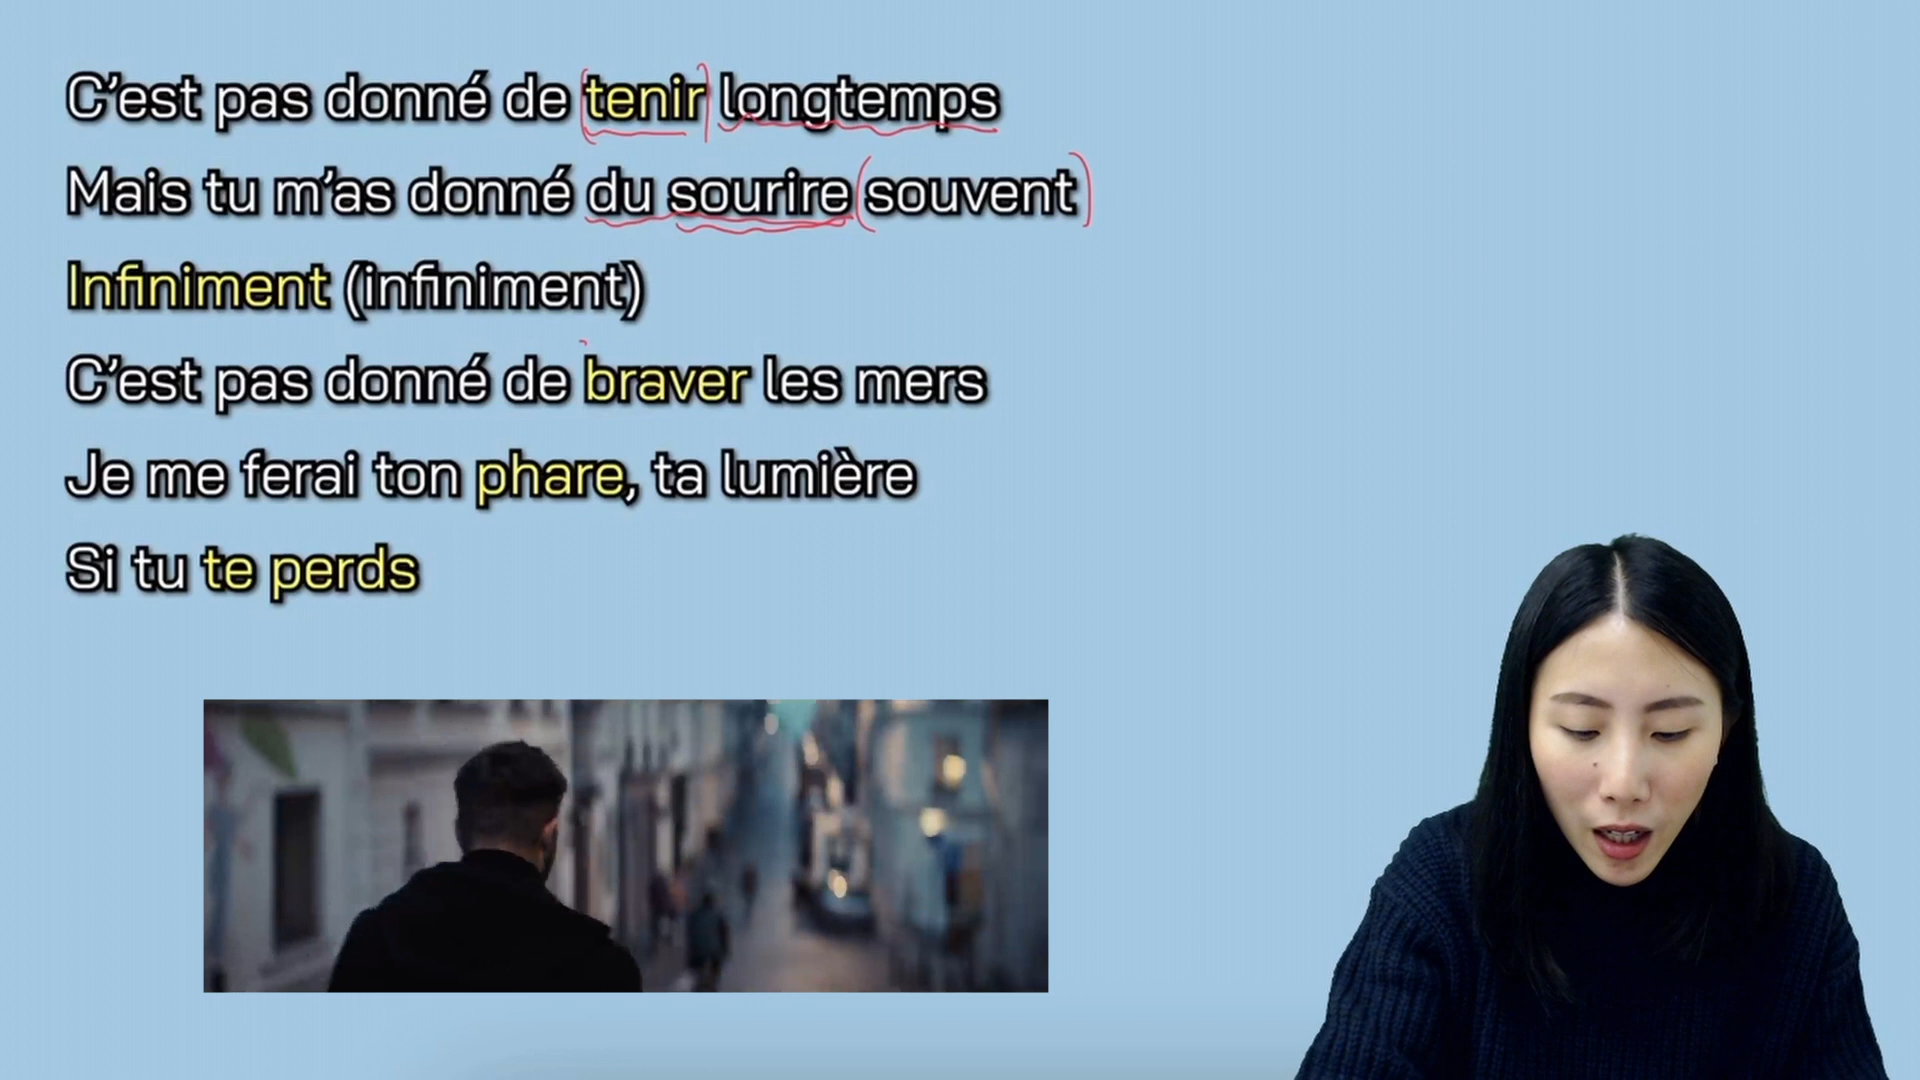 C'est pas donné de tenir longtemps
Mais tu m'as donné du sourire souvent
Infiniment (infiniment)
C'est pas donné de braver les mers
Je me ferai ton phare, ta lumière
Si tu te perds